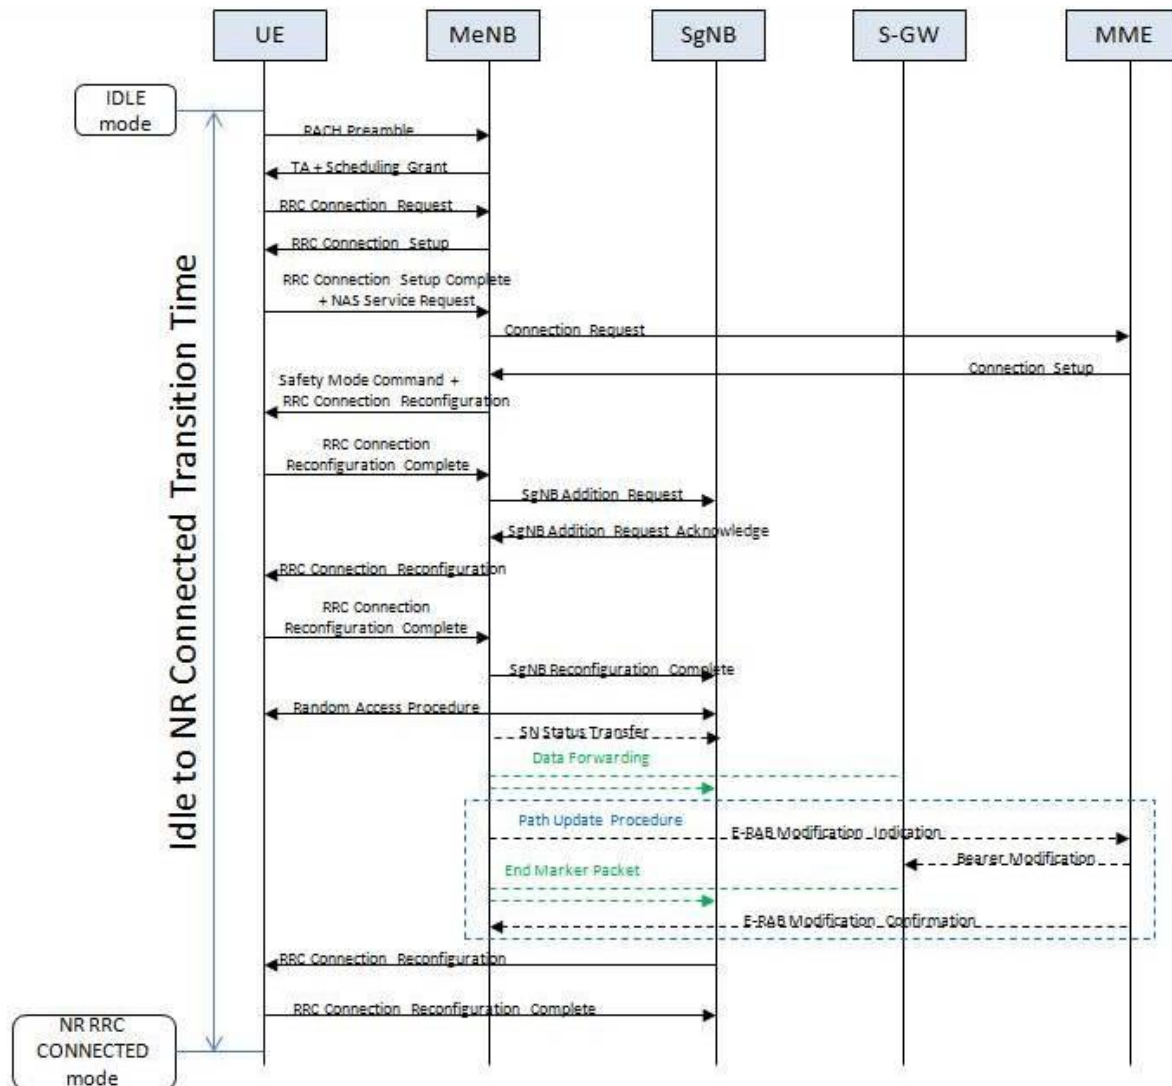 UE
MeNB
SgNB
S-GW
MME
IDLE
mode
RACH Preamble
TA + Scheduling Grant
RRC Connection Request
RRC Connection Setup
RRC Connection Setup Complete
+ NAS Service Request
Connection Request
Connection Setup
Safety Mode Command +
RRC Connection Reconfiguration
RRC Connection
Reconfiguration Complete
SgNB Addition Request
SgNB Addition Request Acknowledge
RRC Connection Reconfiguration
RRC Connection
Reconfiguration Complete
SgNB Reconfiguration Complete
Random Access Procedure
SN Status Transfer
Data Forwarding
Path Update Procedure
E-RAB Modification Indication
Bearer Modification
End Marker Packet
E-RAB Modification Confirmation
RRC Connection Reconfiguration
RRC Connection Reconfiguration Complete
NR RRC
CONNECTED
mode
Idle to NR Connected Transition Time